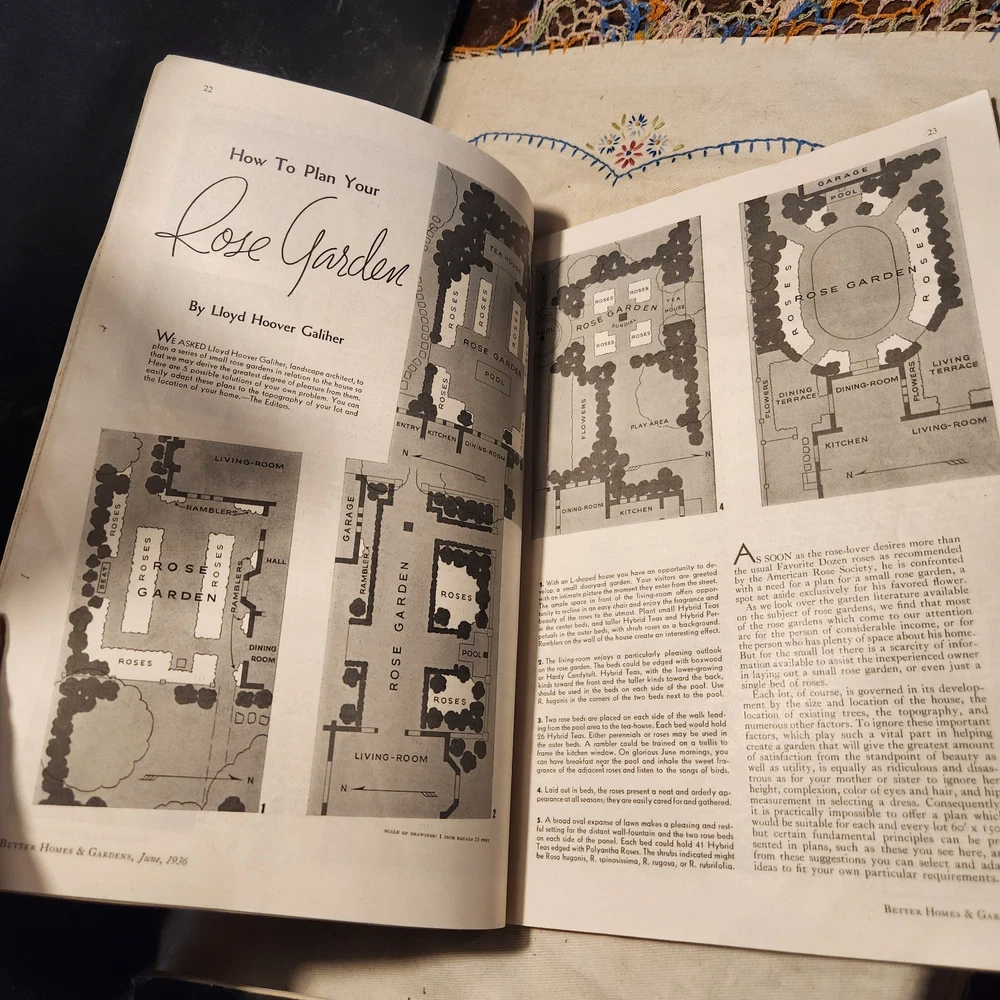 22
How To Plan Your
Rose Garden
By Lloyd Hoover Galiher
WE ASKED Lloyd Hoover Galiher, landscape architect, to
plan a series of small rose gardens in relation to the house so
that we may derive the greatest degree of pleasure from them.
Here are 5 possible solutions of your own problem. You can
easily adapt these plans to the topography of your lot and
the location of your home.—The Editors.
TEA HOUSE
ROSES
ROSES
ROSES
ROSE GARDEN
POOL
ROSES
ENTRY
KITCHEN
DINING-ROOM
N
LIVING-ROOM
RAMBLERS
ROSES
ROSES
ROSES
ROSE
GARDEN
SEAT
RAMBLERS
HALL
DINING
ROOM
ROSES
N
1
GARAGE
RAMBLERS
ROSE GARDEN
ROSES
POOL
ROSES
LIVING-ROOM
N
2
SCALE OF DRAWINGS: 1 INCH EQUALS 32 FEET
BETTER HOMES & GARDENS, June, 1936
23
ROSES
ROSES
ROSE GARDEN
SUNDIAL
TEA
HOUSE
ROSES
ROSES
FLOWERS
PLAY AREA
N
DINING-ROOM
KITCHEN
4
GARAGE
POOL
ROSES
ROSE GARDEN
ROSES
FLOWERS
DINING
TERRACE
DINING-ROOM
FLOWERS
LIVING
TERRACE
KITCHEN
LIVING-ROOM
N
1. With an L-shaped house you have an opportunity to de-
velop a small dooryard garden. Your visitors are greeted
with an intimate picture the moment they enter from the street.
The ample space in front of the living-room offers oppor-
tunity to recline in an easy chair and enjoy the fragrance and
beauty of the roses to the utmost. Plant small Hybrid Teas
in the center beds, and taller Hybrid Teas and Hybrid Per-
petuals in the outer beds, with shrub roses as a background.
Ramblers on the wall of the house create an interesting effect.
2. The living-room enjoys a particularly pleasing outlook
on the rose garden. The beds could be edged with boxwood
or Hardy Candytuft. Hybrid Teas, with the lower-growing
kinds toward the front and the taller kinds toward the back,
should be used in the beds on each side of the pool. Use
R. hugonis in the corners of the two beds next to the pool.
3. Two rose beds are placed on each side of the walk lead-
ing from the pool area to the tea-house. Each bed would hold
26 Hybrid Teas. Either perennials or roses may be used in
the outer beds. A rambler could be trained on a trellis to
frame the kitchen window. On glorious June mornings, you
can have breakfast near the pool and inhale the sweet fra-
grance of the adjacent roses and listen to the songs of birds.
4. Laid out in beds, the roses present a neat and orderly ap-
pearance at all seasons; they are easily cared for and gathered.
5. A broad oval expanse of lawn makes a pleasing and rest-
ful setting for the distant wall-fountain and the two rose beds
on each side of the panel. Each bed could hold 41 Hybrid
Teas edged with Polyantha Roses. The shrubs indicated might
be Rosa hugonis, R. spinosissima, R. rugosa, or R. rubrifolia.
AS SOON as the rose-lover desires more than
the usual Favorite Dozen roses as recommended
by the American Rose Society, he is confronted
with a need for a plan for a small rose garden, a
spot set aside exclusively for his favored flower.
As we look over the garden literature available
on the subject of rose gardens, we find that most
of the rose gardens which come to our attention
are for the person of considerable income, or for
the person who has plenty of space about his home.
But for the small lot there is a scarcity of infor-
mation available to assist the inexperienced owner
in laying out a small rose garden, or even just a
single bed of roses.
Each lot, of course, is governed in its develop-
ment by the size and location of the house, the
location of existing trees, the topography, and
numerous other factors. To ignore these important
factors, which play such a vital part in helping
create a garden that will give the greatest amount
of satisfaction from the standpoint of beauty as
well as utility, is equally as ridiculous and disas-
trous as for your mother or sister to ignore her
height, complexion, color of eyes and hair, and hip
measurement in selecting a dress. Consequently
it is practically impossible to offer a plan which
would be suitable for each and every lot 60' x 150'
but certain fundamental principles can be pre
sented in plans, such as these you see here, an
from these suggestions you can select and ada
ideas to fit your own particular requirements.
BETTER HOMES & GAR